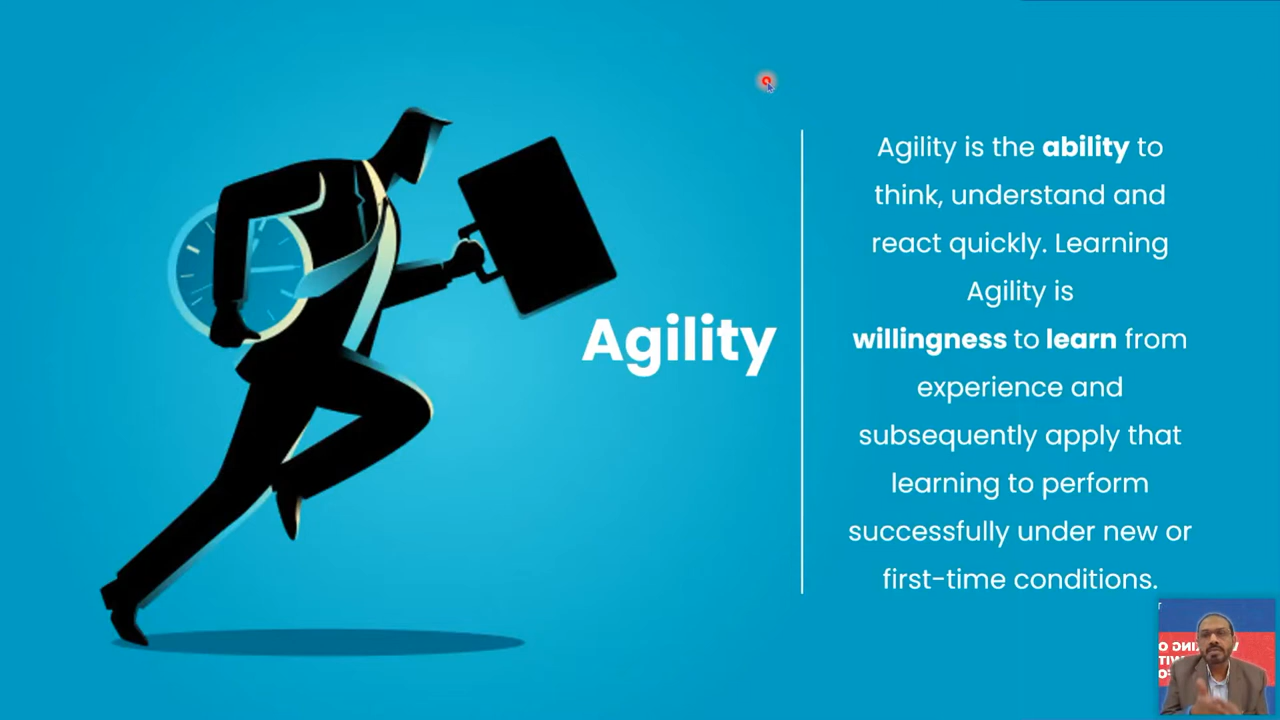 Agility
Agility is the ability to
think, understand and
react quickly. Learning
Agility is
willingness to learn from
experience and
subsequently apply that
learning to perform
successfully under new or
first-time conditions.